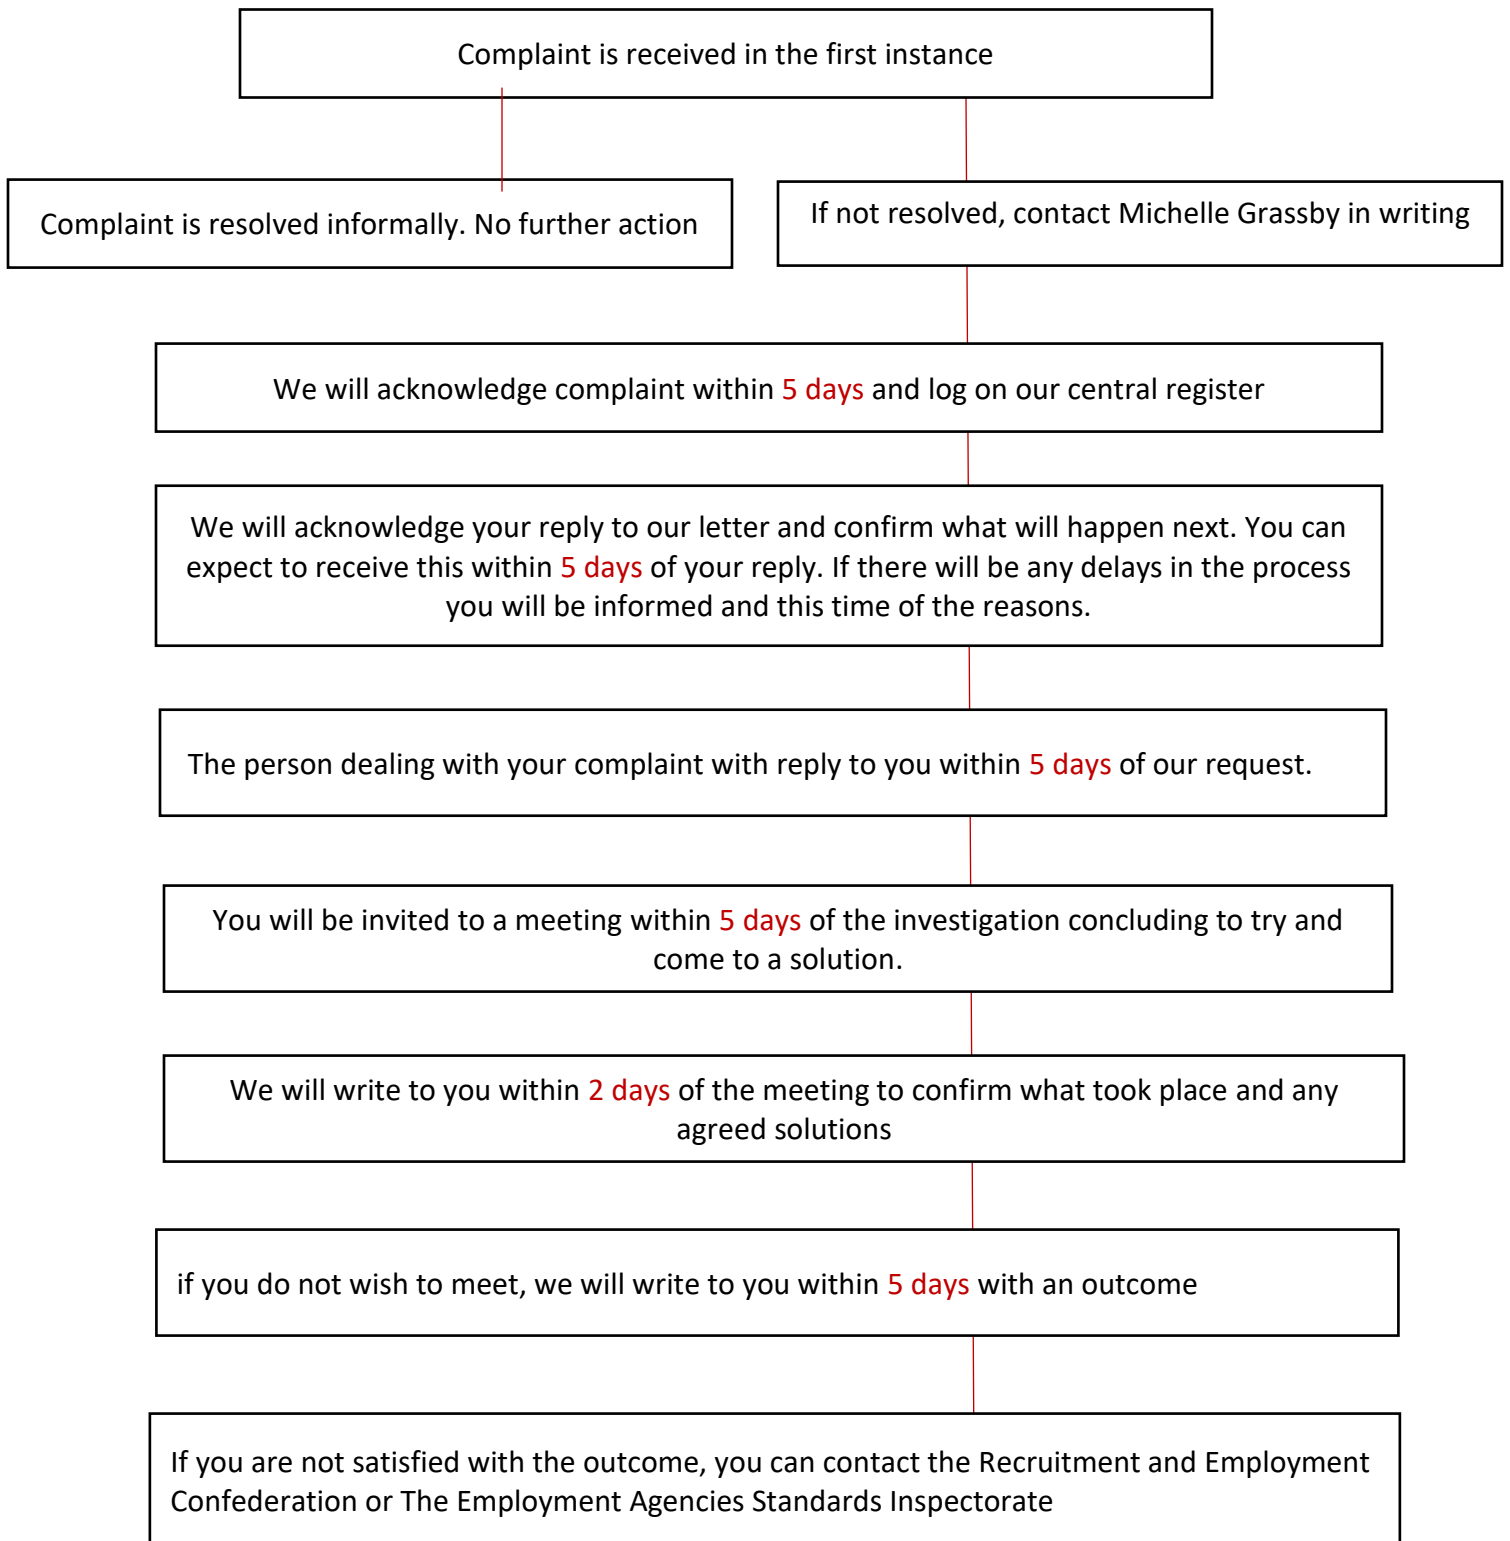 Complaint is received in the first instance
Complaint is resolved informally. No further action
If not resolved, contact Michelle Grassby in writing
We will acknowledge complaint within 5 days and log on our central register
We will acknowledge your reply to our letter and confirm what will happen next. You can
expect to receive this within 5 days of your reply. If there will be any delays in the process
you will be informed and this time of the reasons.
The person dealing with your complaint with reply to you within 5 days of our request.
You will be invited to a meeting within 5 days of the investigation concluding to try and
come to a solution.
We will write to you within 2 days of the meeting to confirm what took place and any
agreed solutions
if you do not wish to meet, we will write to you within 5 days with an outcome
If you are not satisfied with the outcome, you can contact the Recruitment and Employment
Confederation or The Employment Agencies Standards Inspectorate